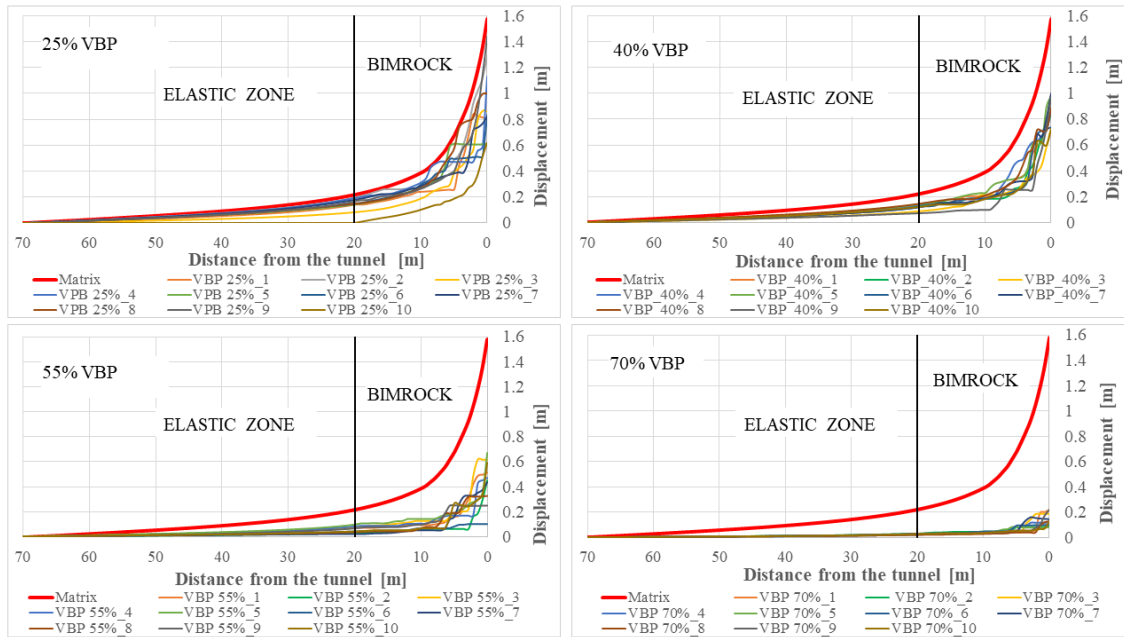 25% VBP
BIMROCK
ELASTIC ZONE
1.6
1.4
1.2
1
0.8
0.6
0.4
0.2
0
Displacement [m]
70 60 50 40 30 20 10 0
Distance from the tunnel [m]
Matrix VBP 25%_1 VPB 25%_2 VPB 25%_3
VPB 25%_4 VPB 25%_5 VPB 25%_6 VPB 25%_7
VPB 25%_8 VPB 25%_9 VPB 25%_10
40% VBP
BIMROCK
ELASTIC ZONE
1.6
1.4
1.2
1
0.8
0.6
0.4
0.2
0
Displacement [m]
70 60 50 40 30 20 10 0
Distance from the tunnel [m]
Matrix VBP_40%_1 VBP_40%_2 VBP_40%_3
VBP_40%_4 VBP_40%_5 VBP_40%_6 VBP_40%_7
VBP_40%_8 VBP_40%_9 VBP_40%_10
55% VBP
BIMROCK
ELASTIC ZONE
1.6
1.4
1.2
1
0.8
0.6
0.4
0.2
0
Displacement [m]
70 60 50 40 30 20 10 0
Distance from the tunnel [m]
Matrix VBP 55%_1 VBP 55%_2 VBP 55%_3
VBP 55%_4 VBP 55%_5 VBP 55%_6 VBP 55%_7
VBP 55%_8 VBP 55%_9 VBP 55%_10
70% VBP
BIMROCK
ELASTIC ZONE
1.6
1.4
1.2
1
0.8
0.6
0.4
0.2
0
Displacement [m]
70 60 50 40 30 20 10 0
Distance from the tunnel [m]
Matrix VBP 70%_1 VBP 70%_2 VBP 70%_3
VBP 70%_4 VBP 70%_5 VBP 70%_6 VBP 70%_7
VBP 70%_8 VBP 70%_9 VBP 70%_10